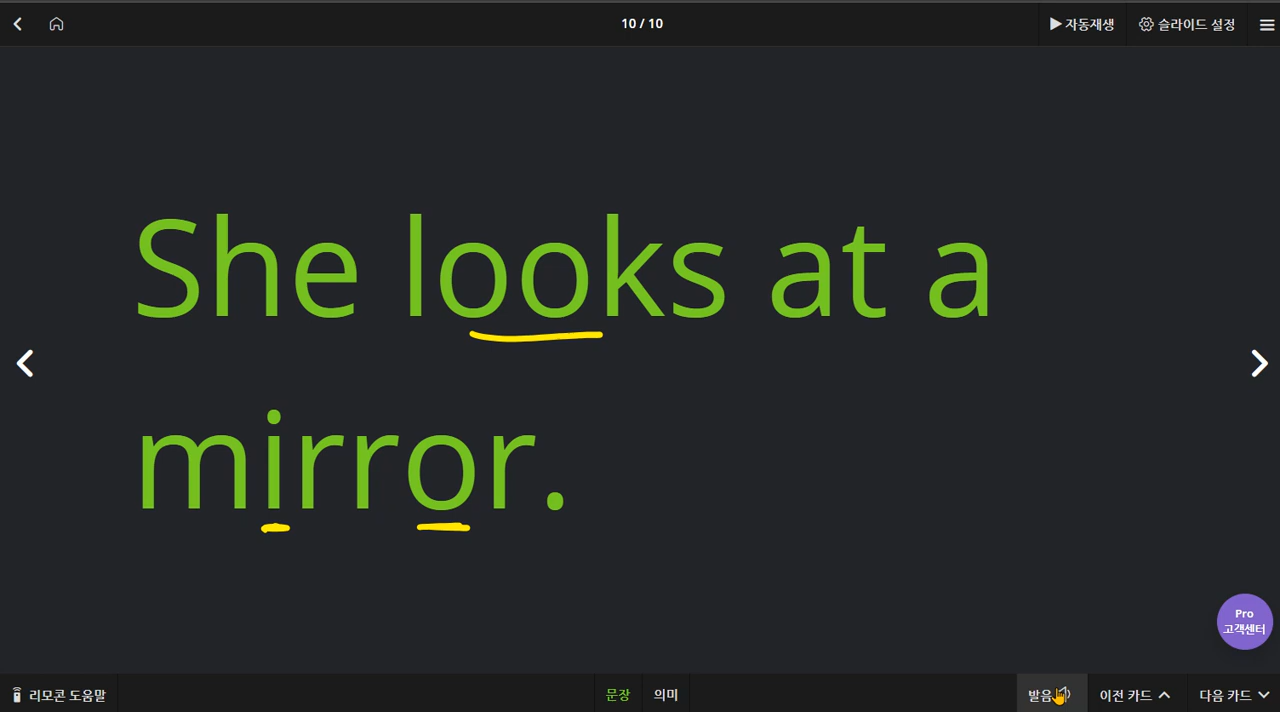 10 / 10
자동재생
슬라이드 설정
She looks at a
mirror.
Pro
고객센터
리모콘 도움말
문장
의미
발음
이전 카드
다음 카드